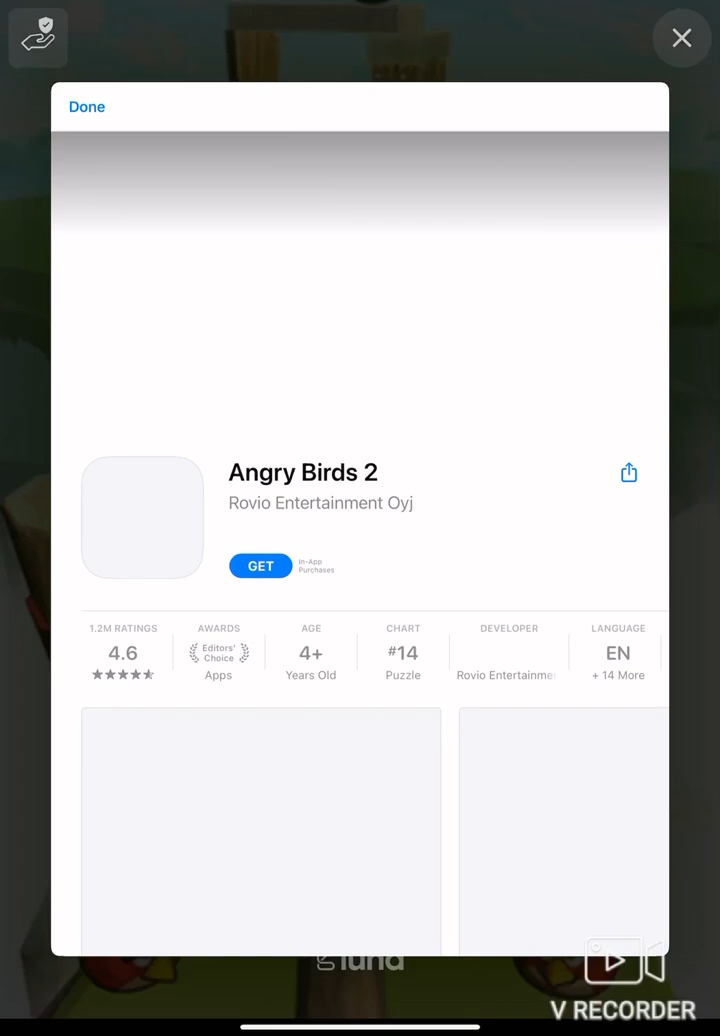 Done
Angry Birds 2
Rovio Entertainment Oyj
GET
In-App
Purchases
1.2M RATINGS
4.6
AWARDS
Editors'
Choice
Apps
AGE
4+
Years Old
CHART
#14
Puzzle
DEVELOPER
Rovio Entertainme
LANGUAGE
EN
+ 14 More
luna
V RECORDER